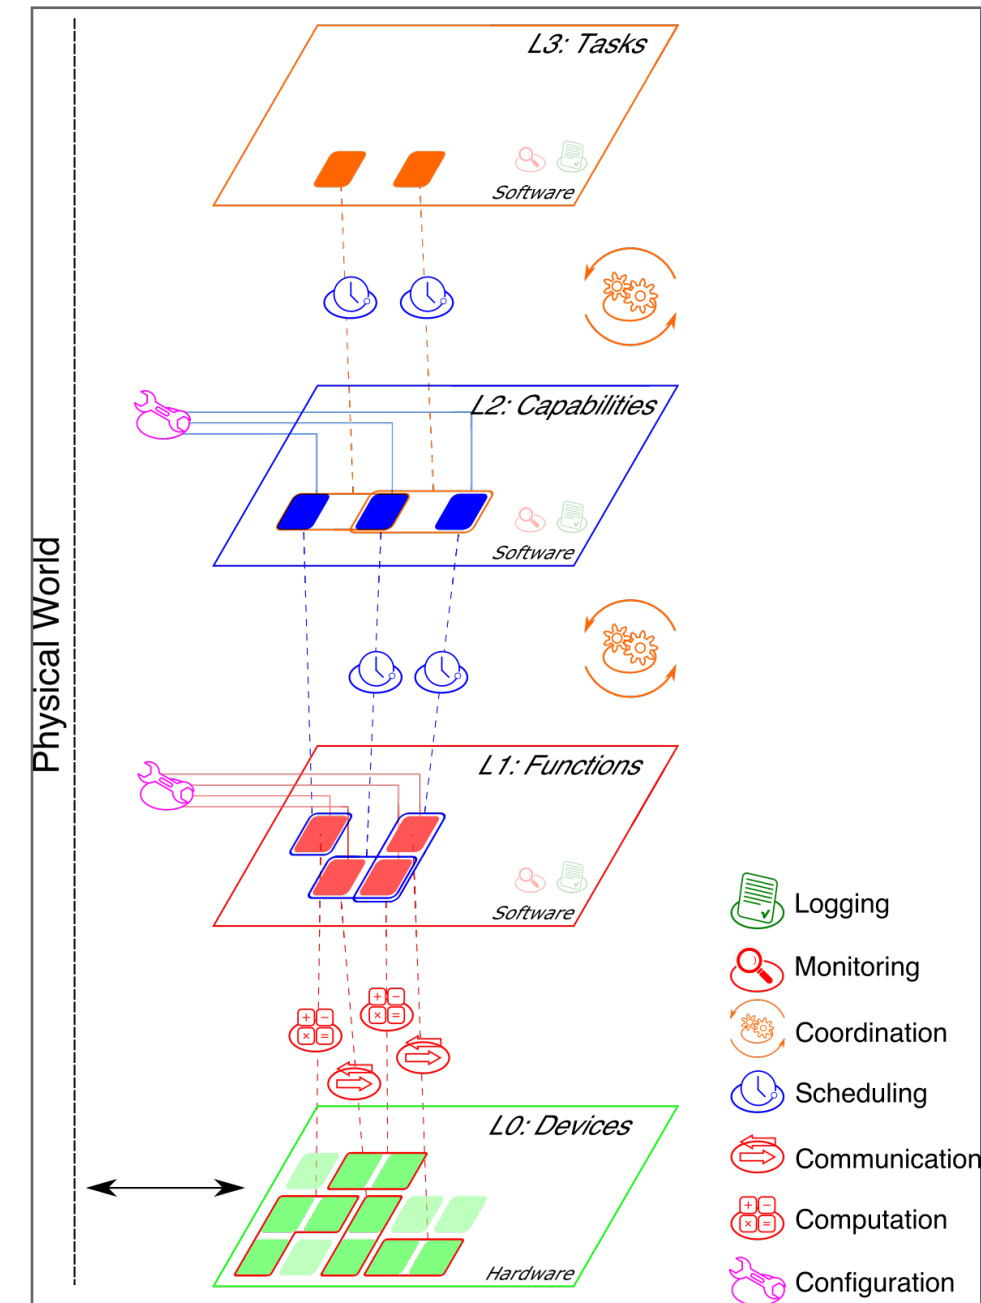 L3: Tasks
Software
L2: Capabilities
Software
Physical World
L1: Functions
Software
Logging
Monitoring
Coordination
L0: Devices
Scheduling
Communication
Computation
Hardware
Configuration